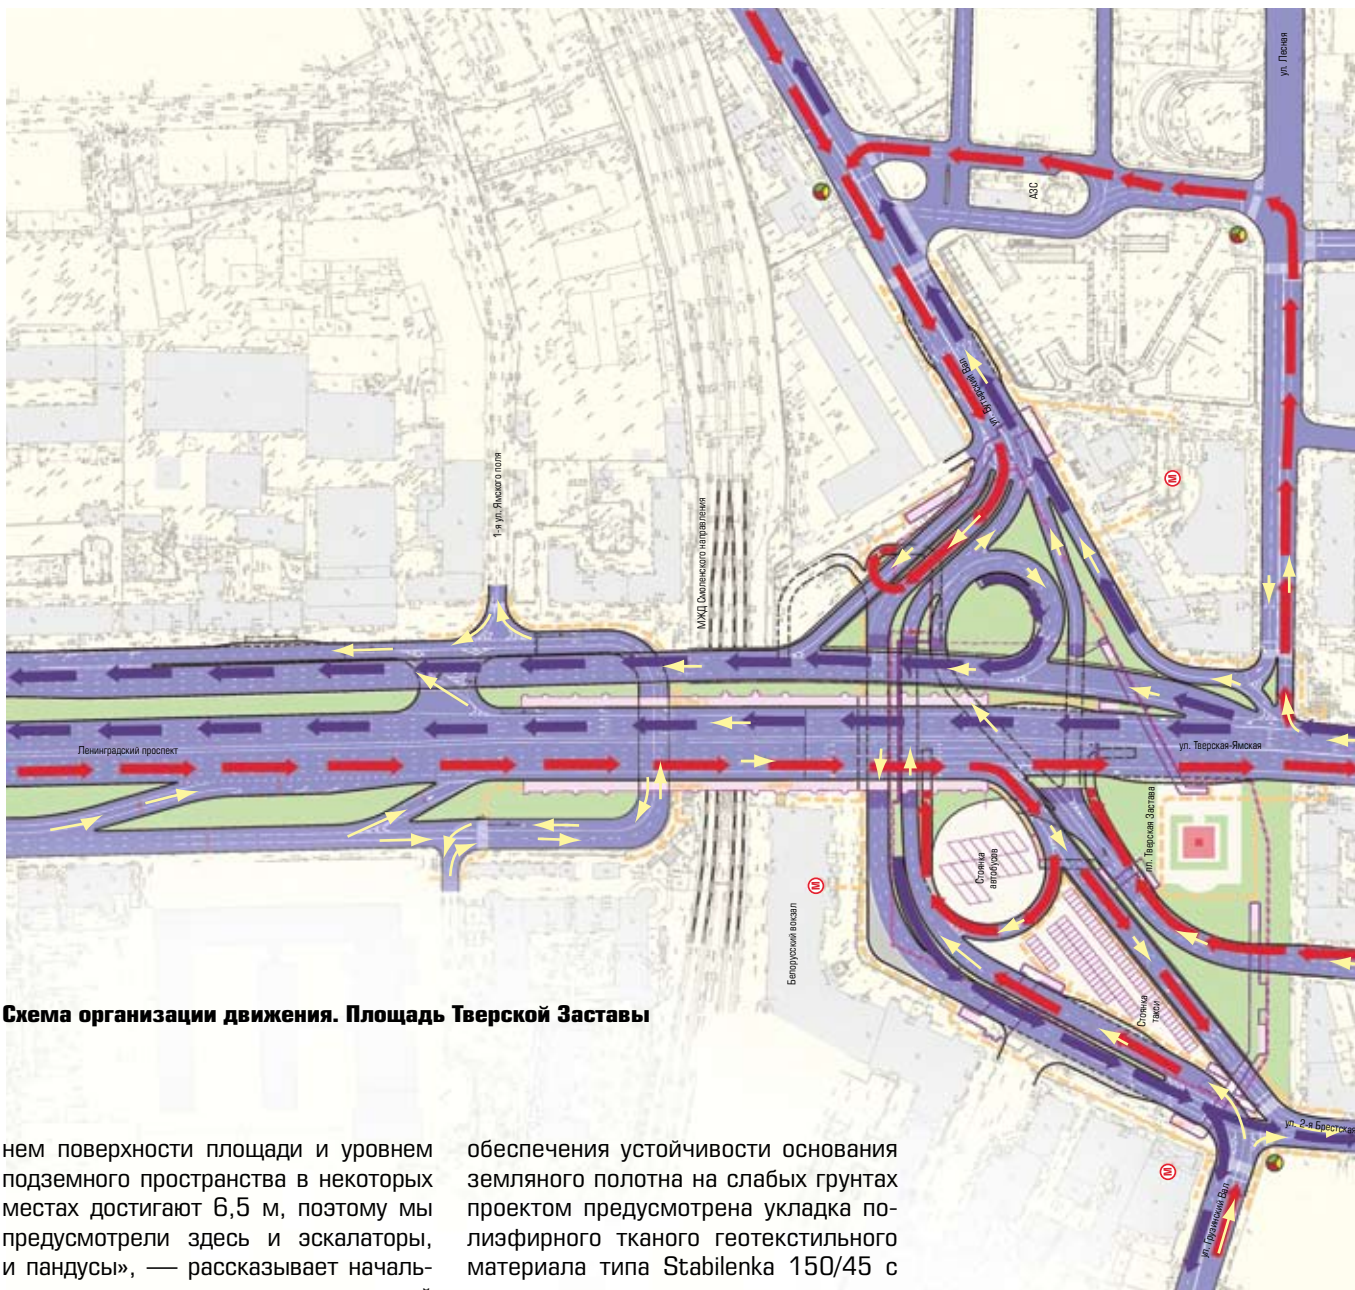 ул. Лесная
АЗС
ул. Бутырский Вал
М
1-я ул. Ямского поля
МЖД Смоленского направления
Ленинградский проспект
ул. Тверская-Ямская
пл. Тверская Застава
Стоянка
автобусов
М
Белорусский вокзал
Стоянка
такси
Схема организации движения. Площадь Тверской Заставы
ул. 2-я Брестская
М
ул. Грузинский Вал
нем поверхности площади и уровнем
подземного пространства в некоторых
местах достигают 6,5 м, поэтому мы
предусмотрели здесь и эскалаторы,
и пандусы», — рассказывает началь-
обеспечения устойчивости основания
земляного полотна на слабых грунтах
проектом предусмотрена укладка по-
лиэфирного тканого геотекстильного
материала типа Stabilenka 150/45 с